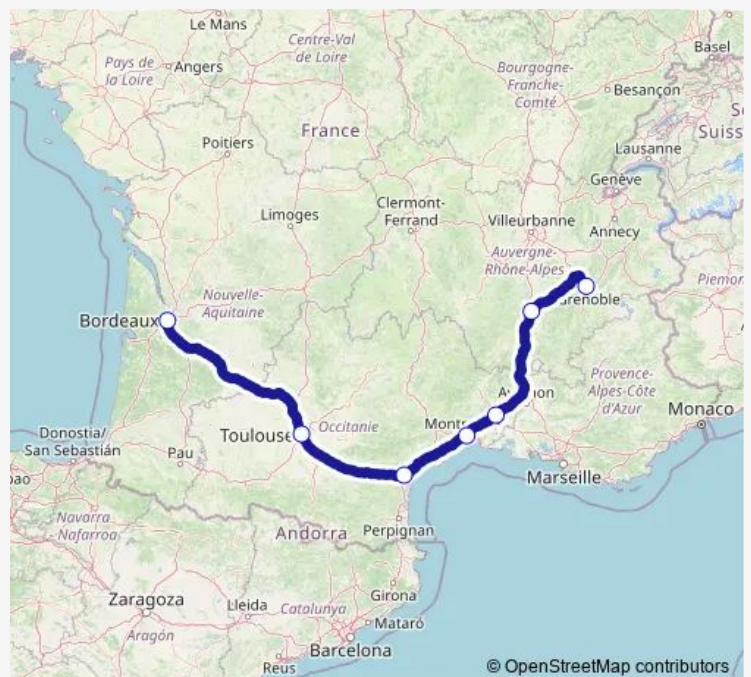 Le Mans
Centre-Val
de Loire
Pays de
la Loire
Angers
Basel
Bourgogne-
Franche-
Comté
Besançon
Poitiers
France
Suisse
Lausanne
Genève
Limoges
Clermont-
Ferrand
Villeurbanne
Annecy
Auvergne-
Rhône-Alpes
Nouvelle-
Aquitaine
Bordeaux
Provence-
Alpes-Côte
d'Azur
Toulouse
Occitanie
Monaco
Donostia/
San Sebastián
Pau
Marseille
Navarra
- Nafarroa
Andorra
Perpignan
Zaragoza
Lleida
Catalunya
Girona
Mataró
Aragón
Barcelona
Reus
© OpenStreetMap contributors